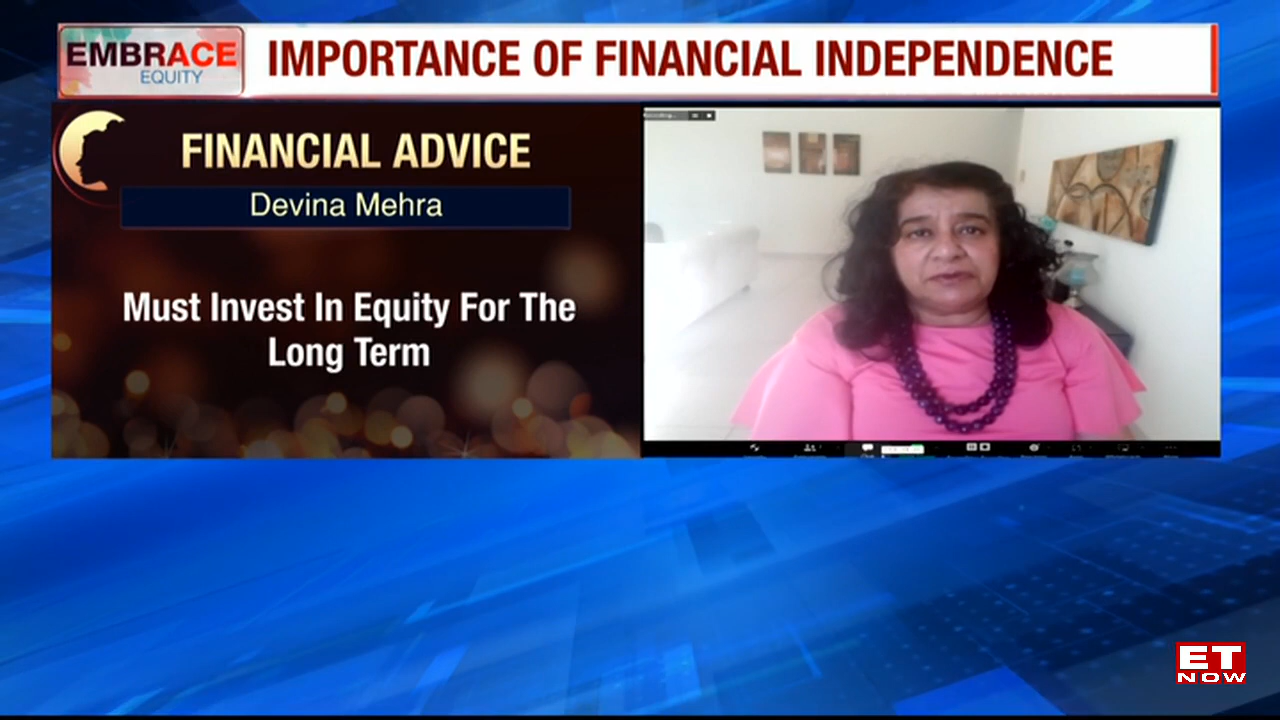 EMBRACE
EQUITY
IMPORTANCE OF FINANCIAL INDEPENDENCE
FINANCIAL ADVICE
Devina Mehra
Must Invest In Equity For The
Long Term
ET
NOW